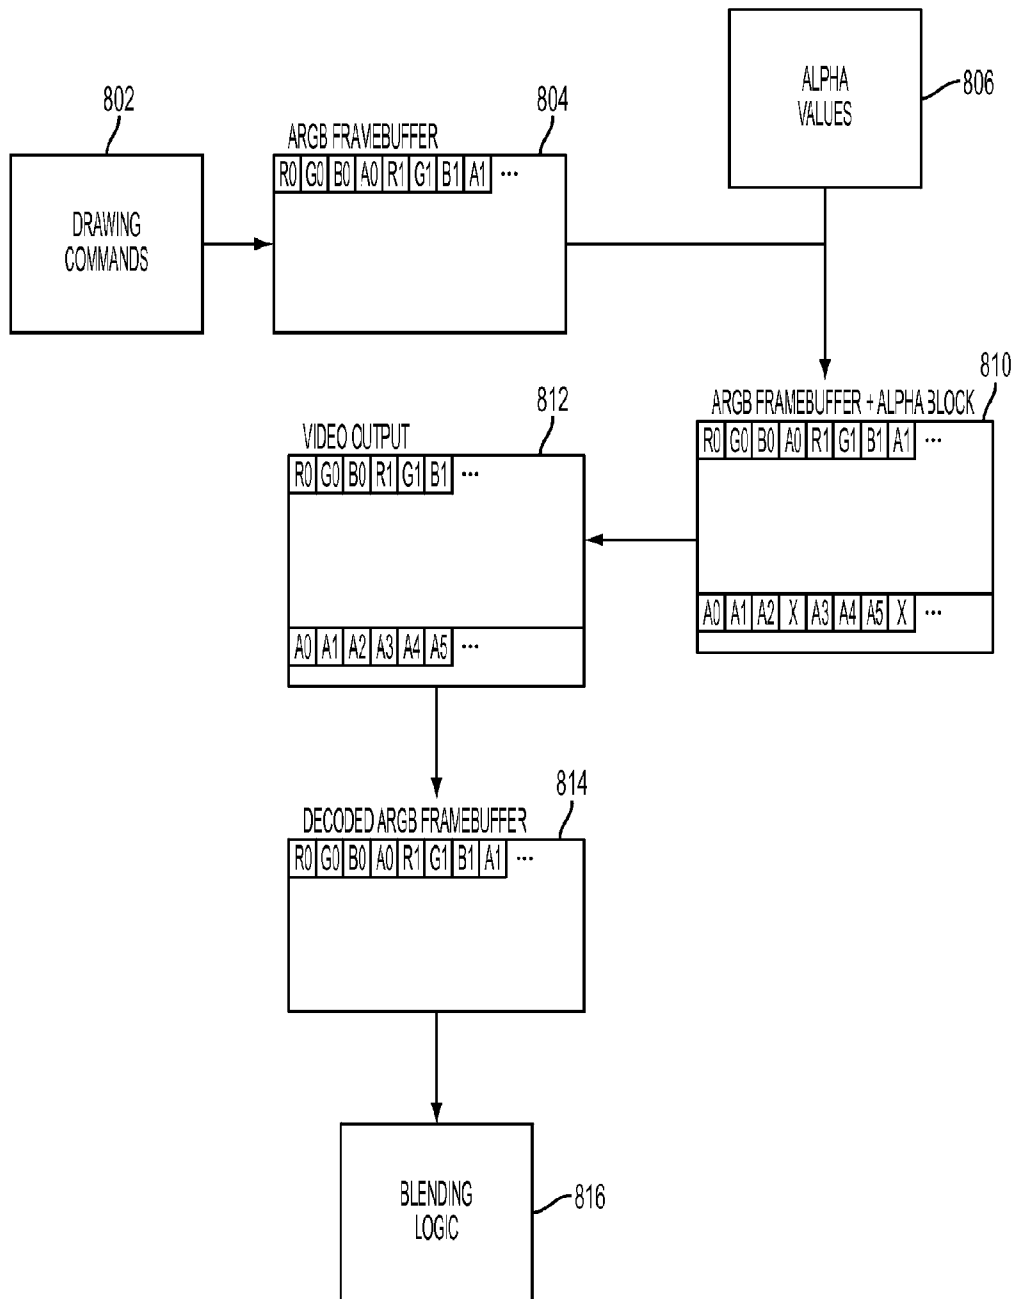 802
DRAWING
COMMANDS
ARGB FRAMEBUFFER
804
R0 G0 B0 A0 R1 G1 B1 A1 ...
ALPHA
VALUES
806
ARGB FRAMEBUFFER + ALPHA BLOCK
810
R0 G0 B0 A0 R1 G1 B1 A1 ...
A0 A1 A2 X A3 A4 A5 X ...
VIDEO OUTPUT
812
R0 G0 B0 R1 G1 B1 ...
A0 A1 A2 A3 A4 A5 ...
DECODED ARGB FRAMEBUFFER
814
R0 G0 B0 A0 R1 G1 B1 A1 ...
BLENDING
LOGIC
816